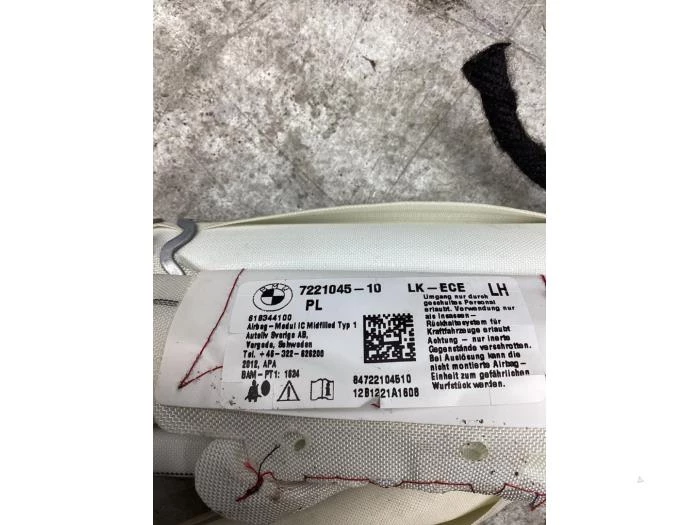 BMW
7221045-10
PL
LK-ECE LH
618344100
Airbag-Modul IC Midfilled Typ 1
Autoliv Sverige AB,
Vargada, Schweden
Tel. +46-322-626200
2012, APA
BAM-PT1: 1634
84722104510
12B1221A1608
Umgang nur durch
geschultes Personal
erlaubt. Verwendung nur
als Insassen-
Rückhaltesystem für
Kraftfahrzeuge erlaubt
Achtung - nur inerte
Gegenstände verschrotten.
Bei Auslösung kann die
nicht montierte Airbag-
Einheit zum gefährlichen
Wurfstück werden.